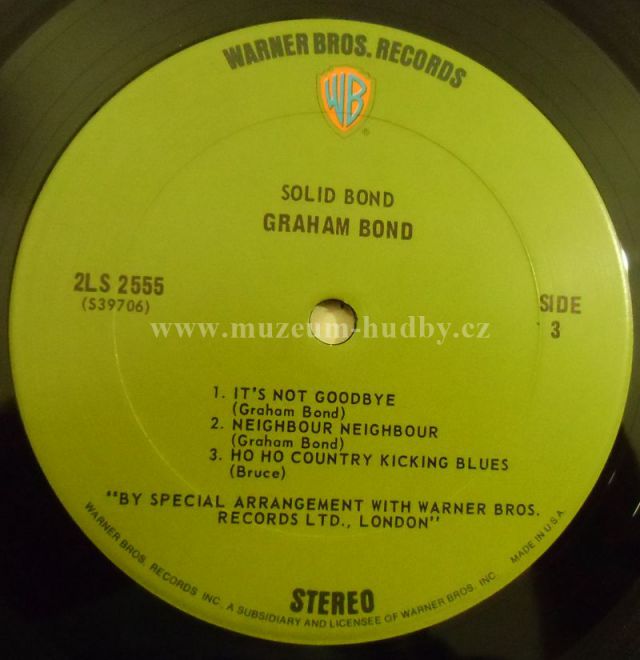 WARNER BROS. RECORDS
WB
®
SOLID BOND
GRAHAM BOND
2LS 2555
(S39706)
SIDE
3
www.muzeum-hudby.cz
1. IT'S NOT GOODBYE
(Graham Bond)
2. NEIGHBOUR NEIGHBOUR
(Graham Bond)
3. HO HO COUNTRY KICKING BLUES
(Bruce)
"BY SPECIAL ARRANGEMENT WITH WARNER BROS.
RECORDS LTD., LONDON"
STEREO
WARNER BROS. RECORDS INC. A SUBSIDIARY AND LICENSEE OF WARNER BROS. INC. MADE IN U.S.A.